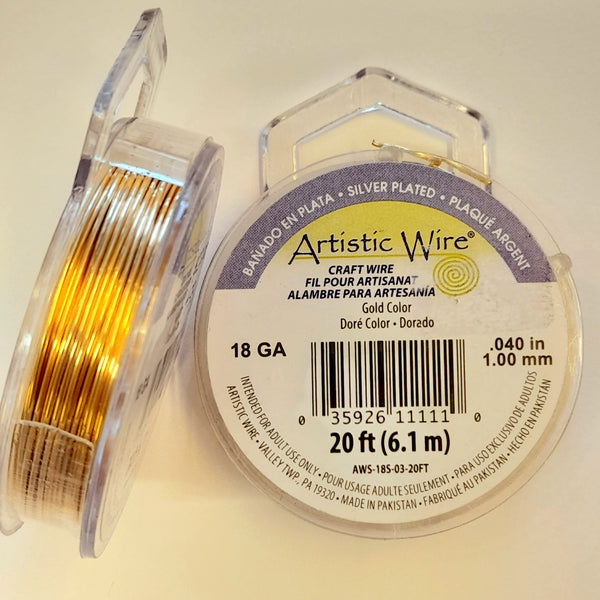 BANADO EN PLATA • SILVER PLATED • PLAQUÉ ARGENT
Artistic Wire®
CRAFT WIRE
FIL POUR ARTISANAT
ALAMBRE PARA ARTESANÍA
Gold Color
Doré Color • Dorado
18 GA
.040 in
1.00 mm
0 35926 11111 0
20 ft (6.1 m)
AWS-18S-03-20FT
INTENDED FOR ADULT USE ONLY • POUR USAGE ADULTE SEULEMENT • PARA USO EXCLUSIVO DE ADULTOS
ARTISTIC WIRE • VALLEY TWP., PA 19320 • MADE IN PAKISTAN • FABRIQUÉ AU PAKISTAN • HECHO EN PAKISTAN